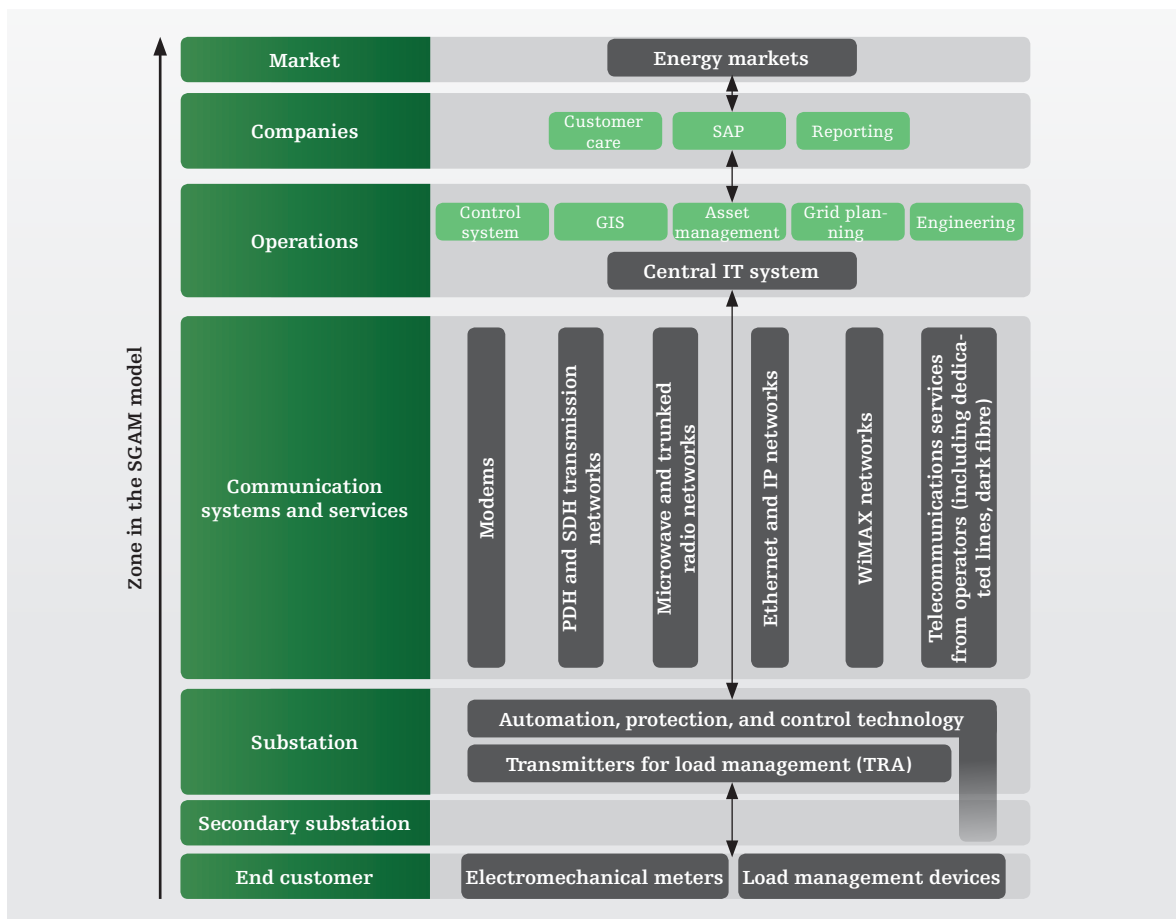 Zone in the SGAM model
Market
Energy markets
Companies
Customer
care
SAP
Reporting
Operations
Control
system
GIS
Asset
management
Grid plan-
ning
Engineering
Central IT system
Communication
systems and services
Modems
PDH and SDH transmission
networks
Microwave and trunked
radio networks
Ethernet and IP networks
WiMAX networks
Telecommunications services
from operators (including dedica-
ted lines, dark fibre)
Substation
Automation, protection, and control technology
Transmitters for load management (TRA)
Secondary substation
End customer
Electromechanical meters
Load management devices